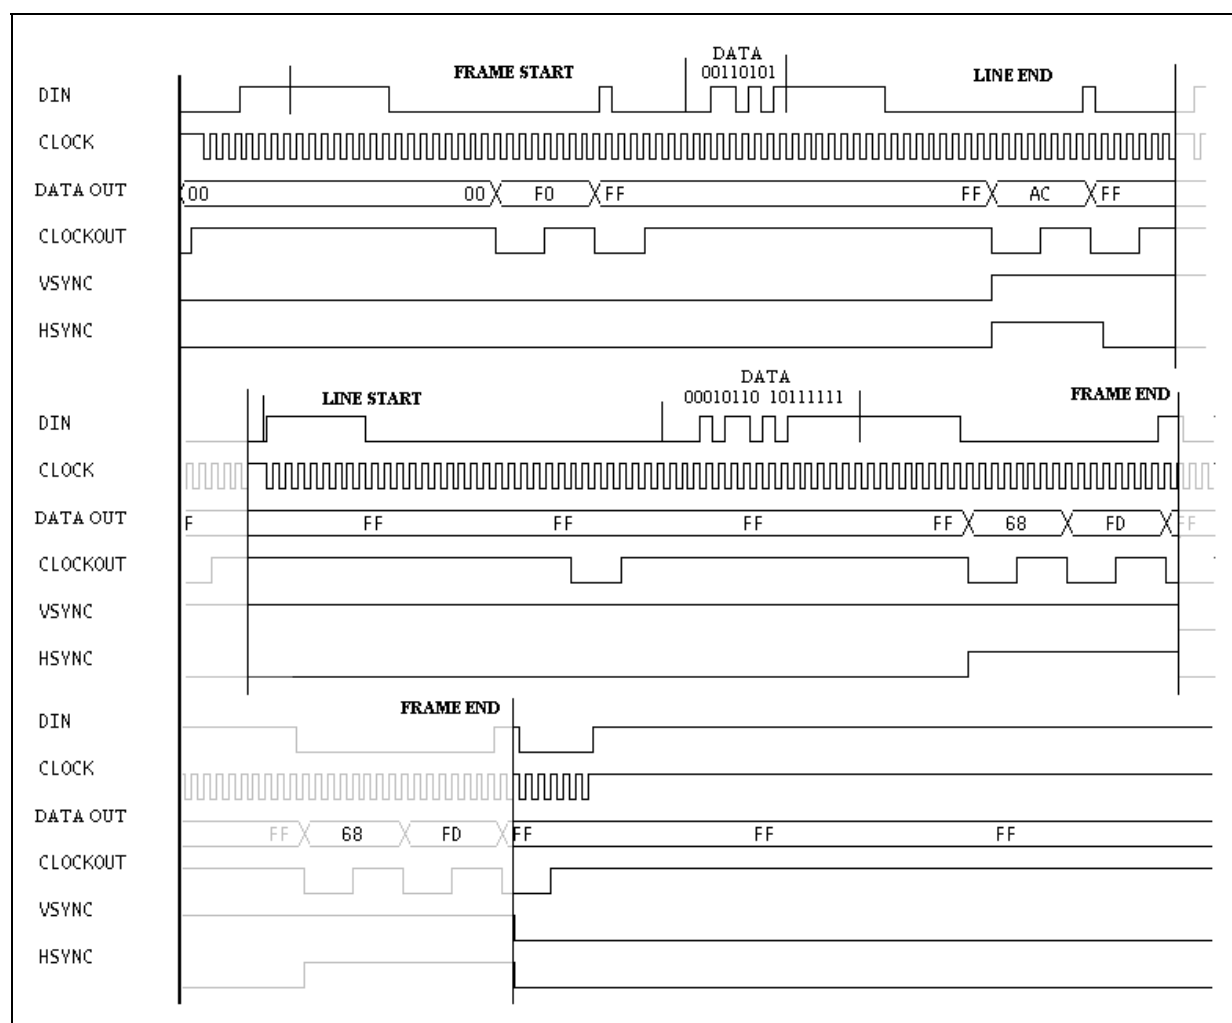 DATA
FRAME START 00110101 LINE END
DIN
CLOCK
DATA OUT 00 00 F0 FF FF AC FF
CLOCKOUT
VSYNC
HSYNC
DATA
LINE START 00010110 10111111 FRAME END
DIN
CLOCK
DATA OUT F FF FF FF FF 68 FD FF
CLOCKOUT
VSYNC
HSYNC
FRAME END
DIN
CLOCK
DATA OUT FF 68 FD FF FF FF
CLOCKOUT
VSYNC
HSYNC